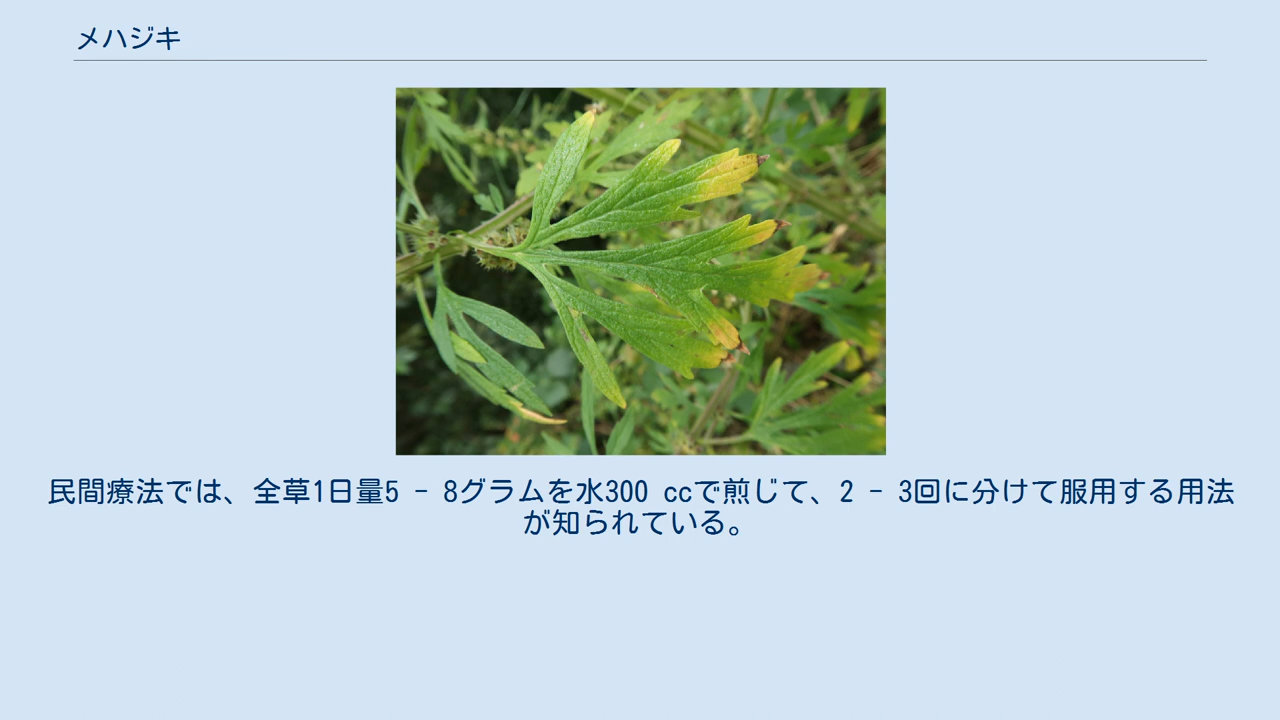 メハジキ
民間療法では、全草1日量5 - 8グラムを水300 ccで煎じて、2 - 3回に分けて服用する用法
が知られている。